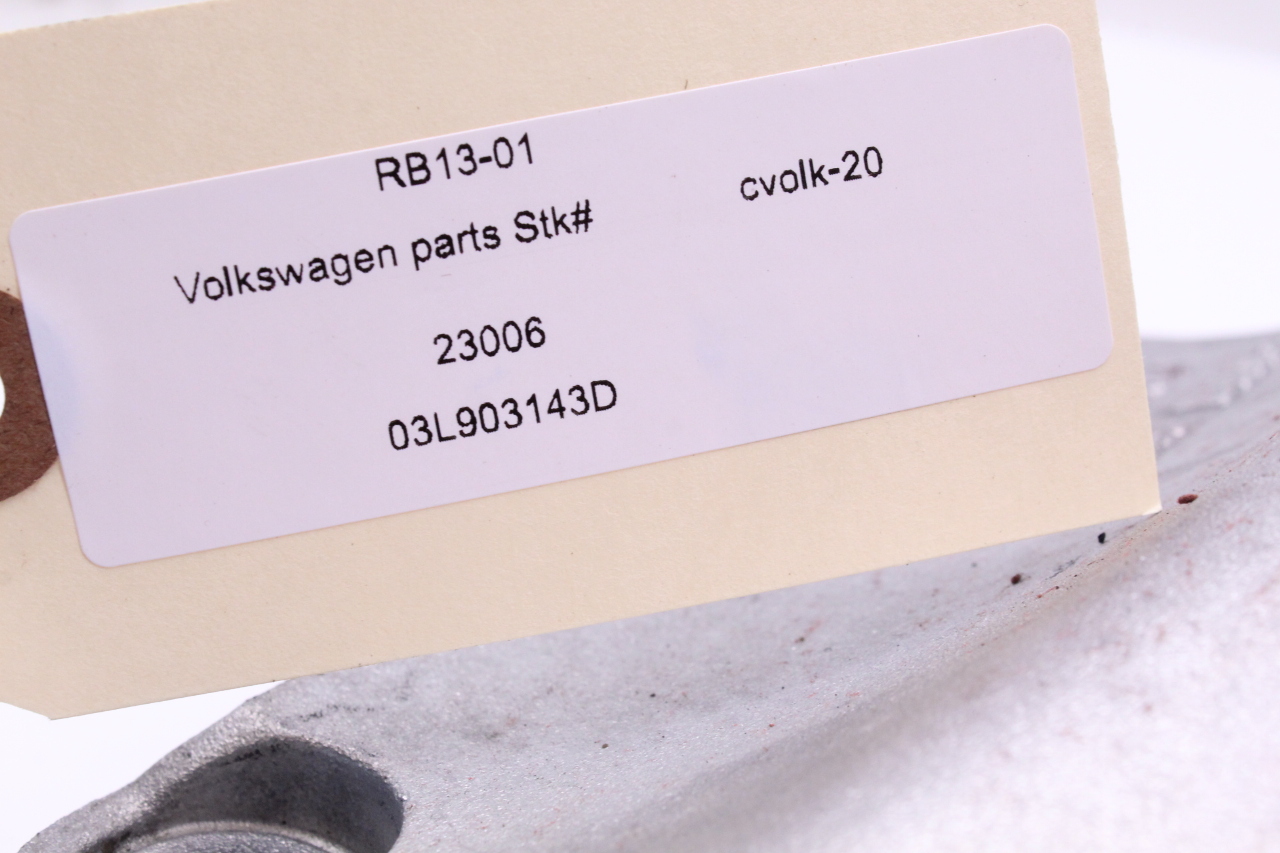 RB13-01
cvolk-20
Volkswagen parts Stk#
23006
03L903143D